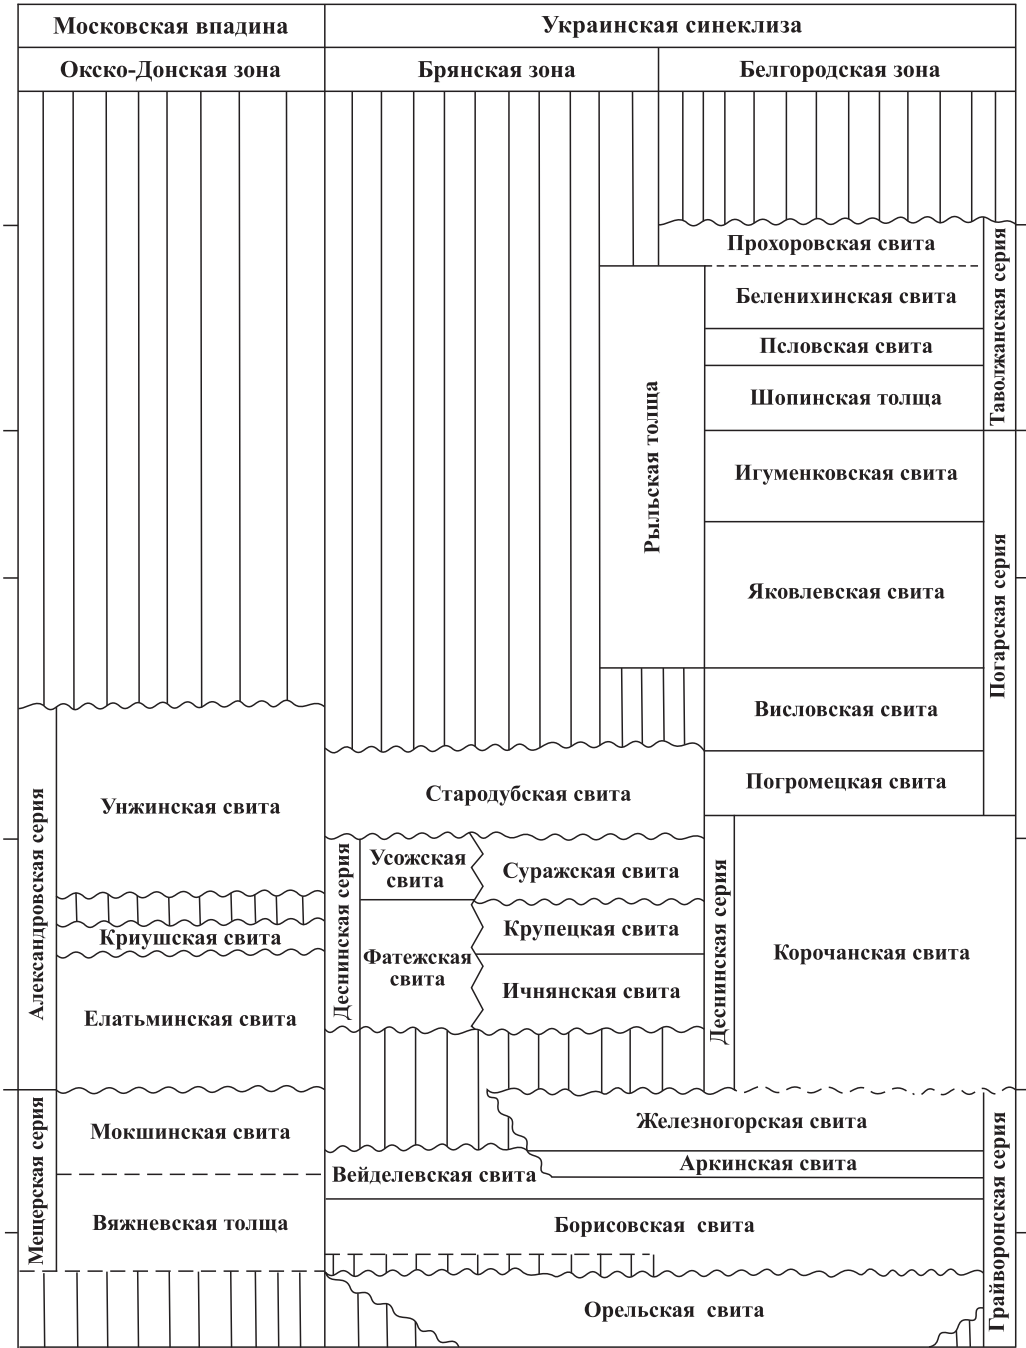 Московская впадина
Украинская синеклиза
Окско-Донская зона
Брянская зона
Белгородская зона
Прохоровская свита
Беленихинская свита
Псловская свита
Шопинская толща
Таволжанская серия
Рыльская толща
Игуменковская свита
Яковлевская свита
Висловская свита
Погромецкая свита
Погарская серия
Александровская серия
Унжинская свита
Криушская свита
Елатьминская свита
Стародубская свита
Деснинская серия
Усожская
свита
Суражская свита
Фатежская
свита
Крупецкая свита
Ичнянская свита
Деснинская серия
Корочанская свита
Мещерская серия
Мокшинская свита
Вяжневская толща
Железногорская свита
Аркинская свита
Вейделевская свита
Борисовская свита
Орельская свита
Грайворонская серия